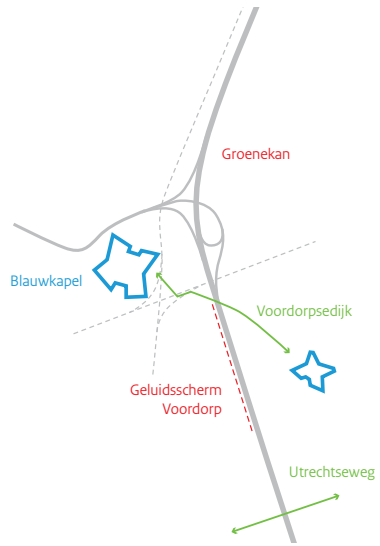 Groenekan
Blauwkapel
Voordorpsedijk
Geluidsscherm
Voordorp
Utrechtseweg